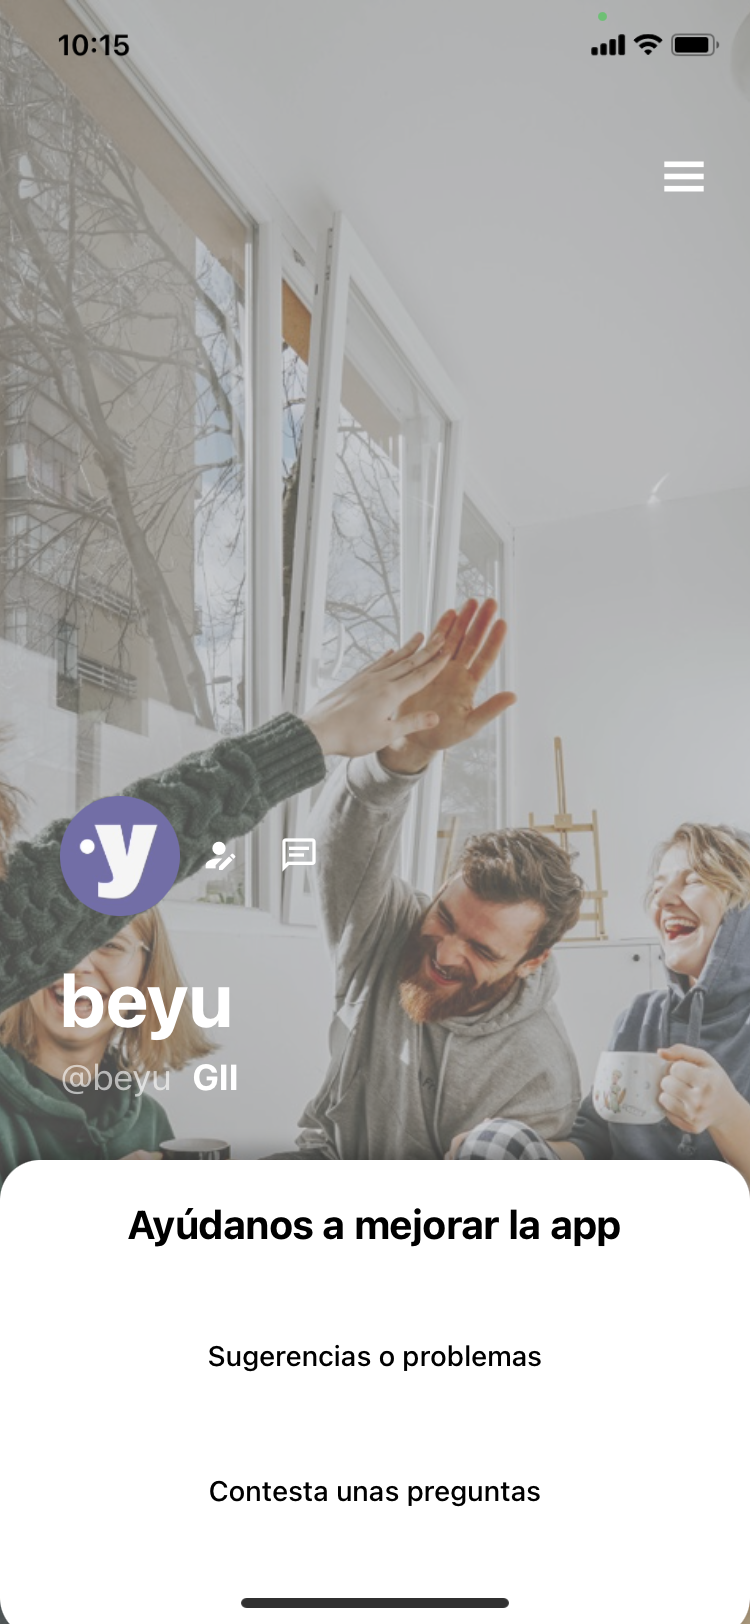 10:15
y
beyu
@beyu GII
Ayúdanos a mejorar la app
Sugerencias o problemas
Contesta unas preguntas